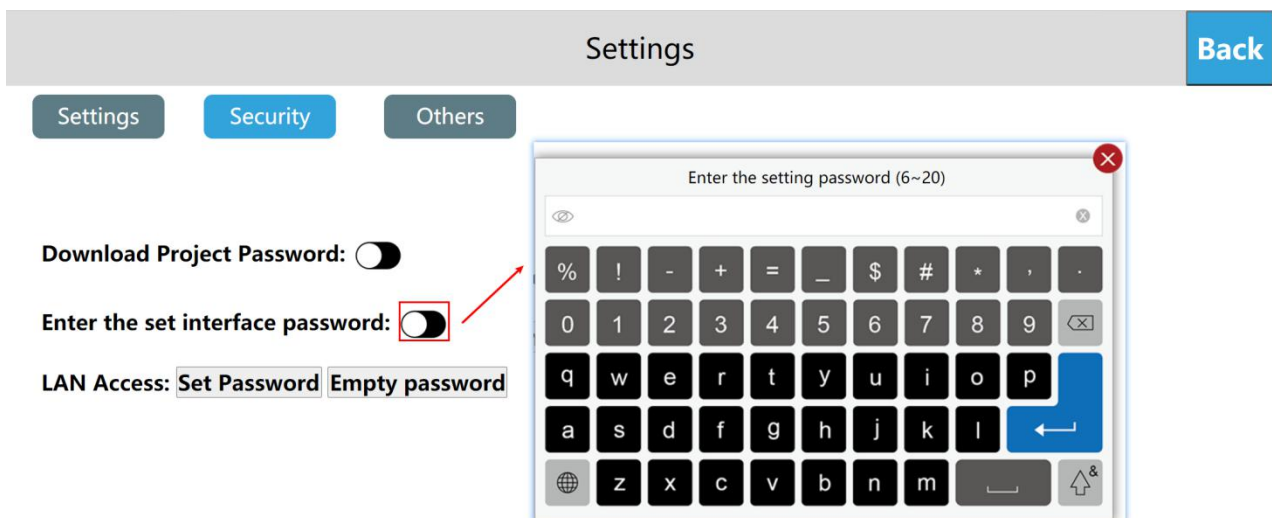 Settings
Back
Settings Security Others
Enter the setting password (6~20)
Download Project Password:
Enter the set interface password:
LAN Access: Set Password Empty password
% ! - + = _ $ # * , .
0 1 2 3 4 5 6 7 8 9
q w e r t y u i o p
a s d f g h j k l
z x c v b n m &